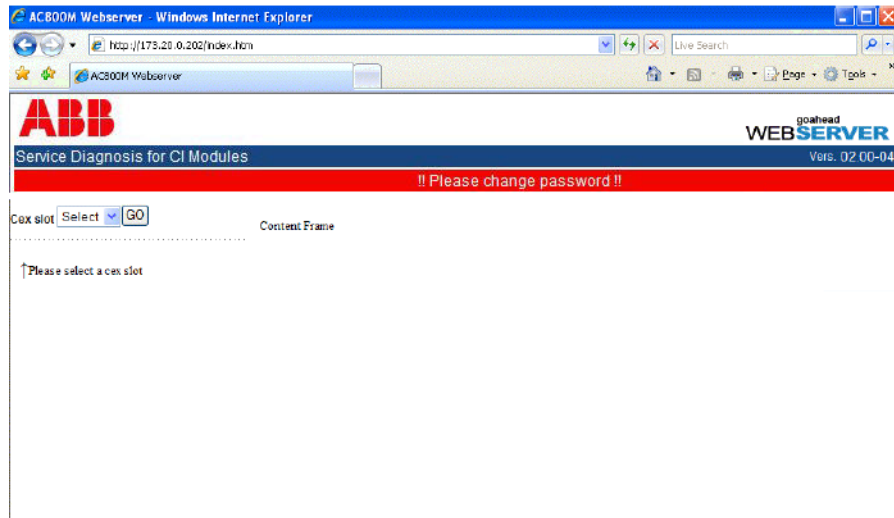 AC800M Webserver - Windows Internet Explorer
http://173.20.0.202/index.htm
Live Search
AC800M Webserver
Page
Tools
ABB
goahead
WEBSERVER
Service Diagnosis for CI Modules
Vers. 02.00-04
!! Please change password !!
Cex slot Select GO
Content Frame
↑Please select a cex slot